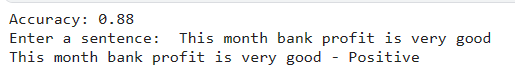 Accuracy: 0.88
Enter a sentence:  This month bank profit is very good
This month bank profit is very good - Positive